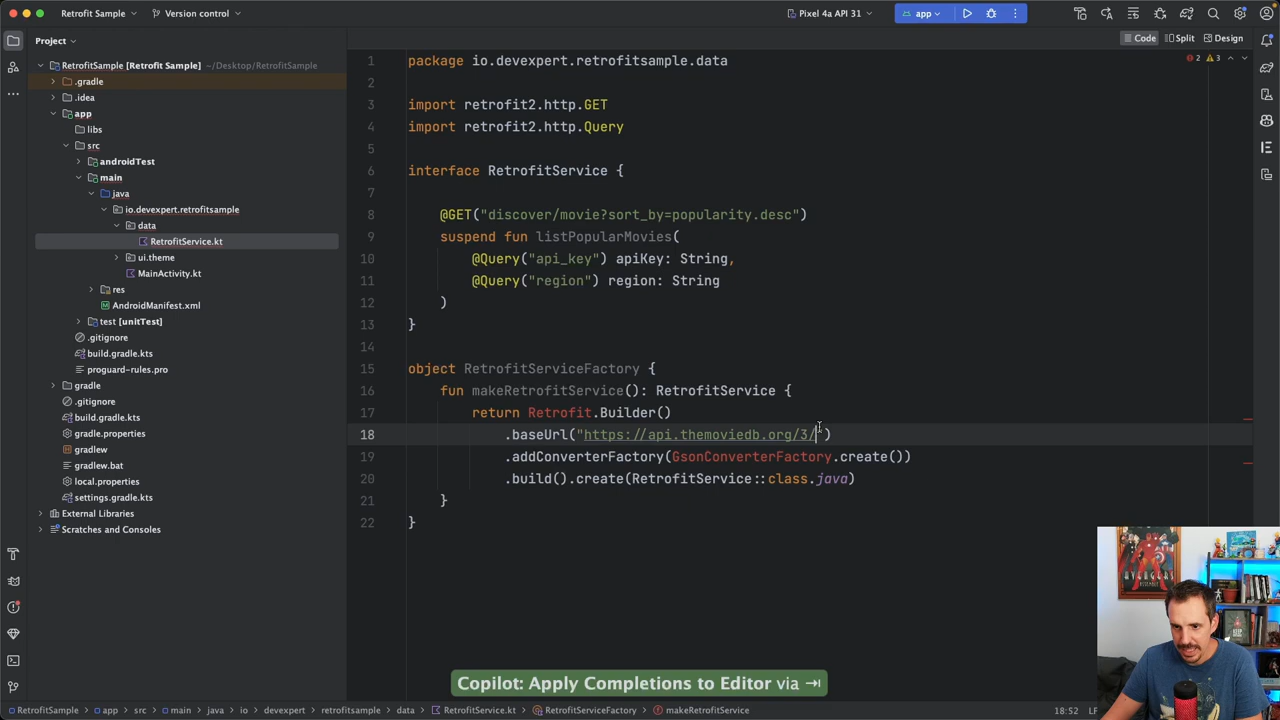 Retrofit Sample
Version control
Pixel 4a API 31
app
Project
Code
Split
Design
RetrofitSample [Retrofit Sample] ~/Desktop/RetrofitSample
.gradle
.idea
app
libs
src
androidTest
main
java
io.devexpert.retrofitsample
data
RetrofitService.kt
ui.theme
MainActivity.kt
res
AndroidManifest.xml
test [unitTest]
.gitignore
build.gradle.kts
proguard-rules.pro
gradle
.gitignore
build.gradle.kts
gradle.properties
gradlew
gradlew.bat
local.properties
settings.gradle.kts
External Libraries
Scratches and Consoles
2 3
1 package io.devexpert.retrofitsample.data
2
3 import retrofit2.http.GET
4 import retrofit2.http.Query
5
6 interface RetrofitService {
7
8 @GET("discover/movie?sort_by=popularity.desc")
9 suspend fun listPopularMovies(
10 @Query("api_key") apiKey: String,
11 @Query("region") region: String
12 )
13 }
14
15 object RetrofitServiceFactory {
16 fun makeRetrofitService(): RetrofitService {
17 return Retrofit.Builder()
18 .baseUrl("https://api.themoviedb.org/3/")
19 .addConverterFactory(GsonConverterFactory.create())
20 .build().create(RetrofitService::class.java)
21 }
22 }
Copilot: Apply Completions to Editor via ⇥
RetrofitSample > app > src > main > java > io > devexpert > retrofitsample > data > RetrofitService.kt > RetrofitServiceFactory > makeRetrofitService
18:52 LF